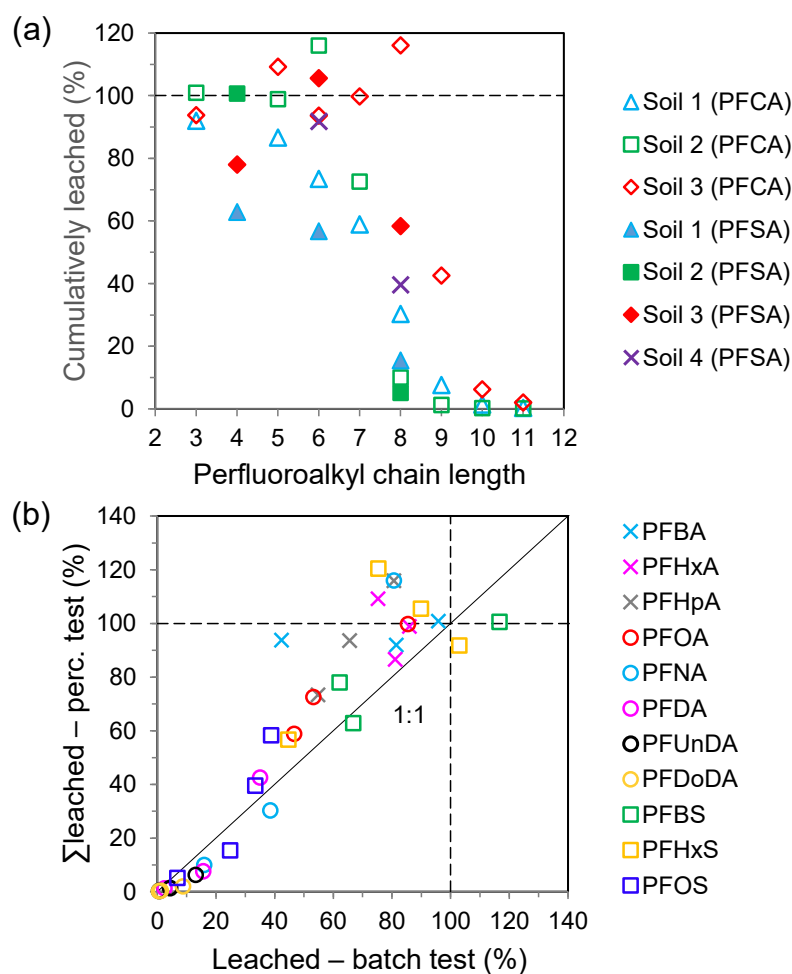 (a)
Cumulatively leached (%)
120
100
80
60
40
20
0
2 3 4 5 6 7 8 9 10 11 12
Perfluoroalkyl chain length
Soil 1 (PFCA)
Soil 2 (PFCA)
Soil 3 (PFCA)
Soil 1 (PFSA)
Soil 2 (PFSA)
Soil 3 (PFSA)
Soil 4 (PFSA)
(b)
∑leached – perc. test (%)
140
120
100
80
60
40
20
0
1:1
0 20 40 60 80 100 120 140
Leached – batch test (%)
PFBA
PFHxA
PFHpA
PFOA
PFNA
PFDA
PFUnDA
PFDoDA
PFBS
PFHxS
PFOS